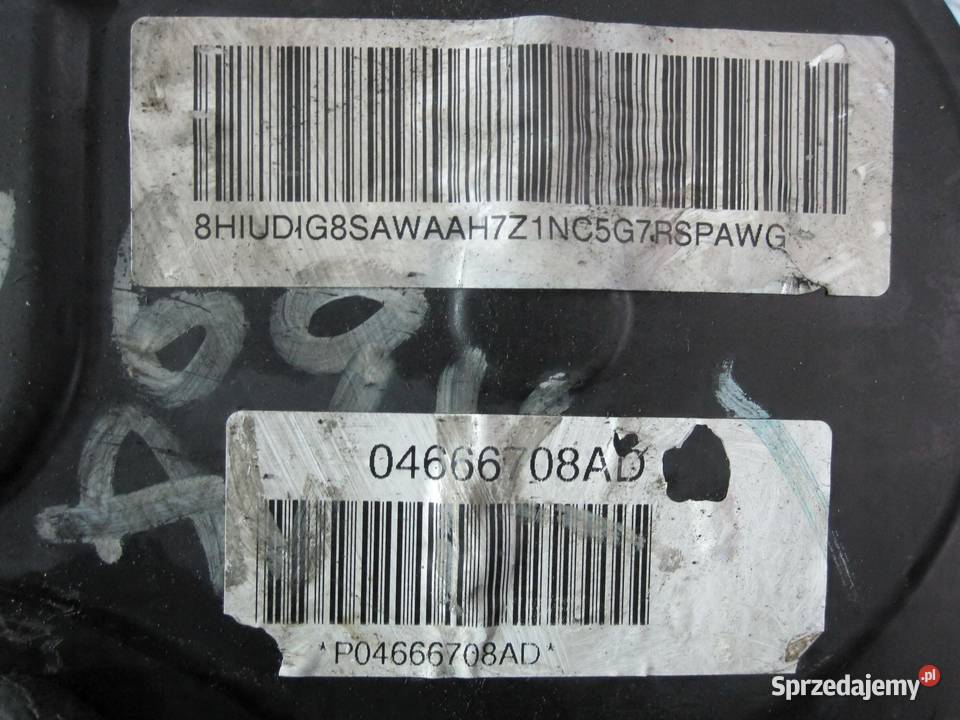 8HIUDIG8SAWAAH7Z1NC5G7RSPAWG
04666708AD
*P04666708AD*
Sprzedajemy.pl